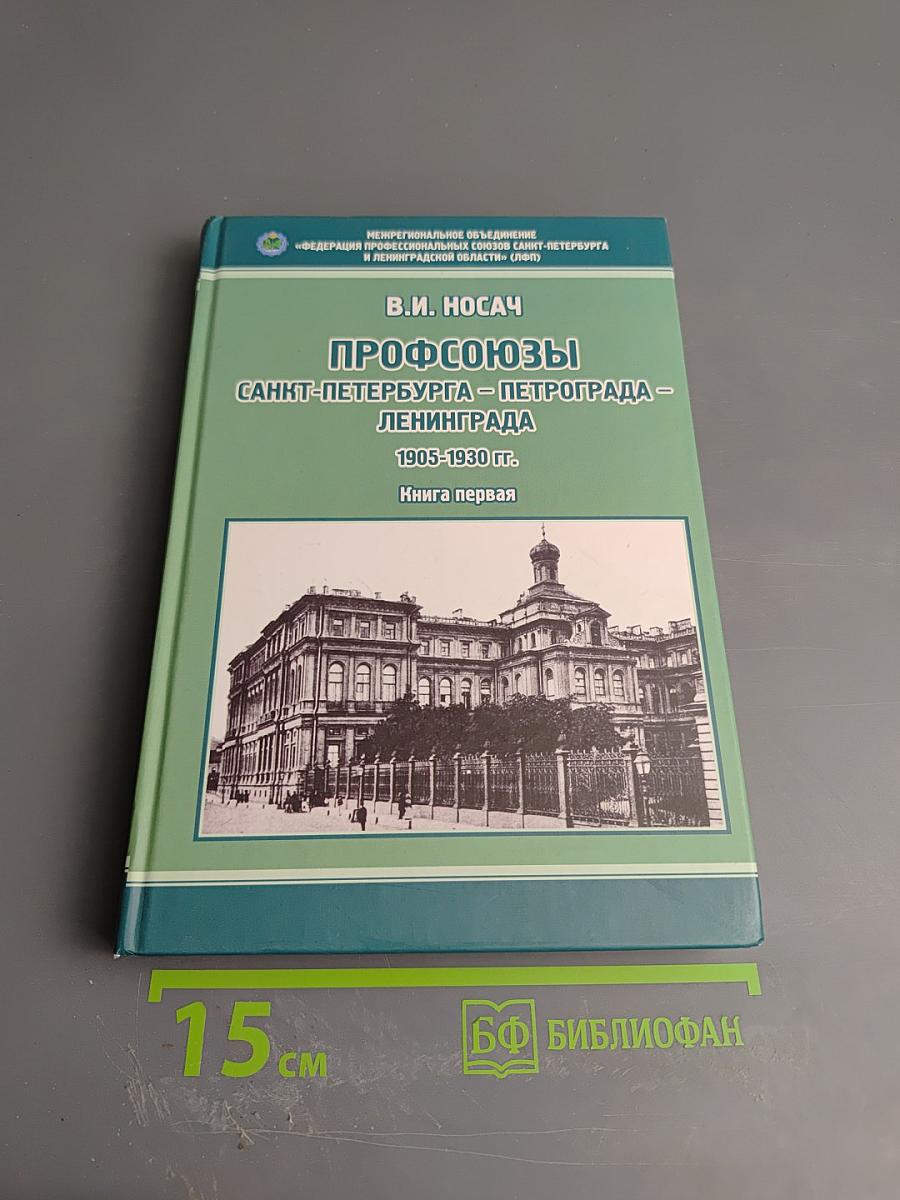 МЕЖРЕГИОНАЛЬНОЕ ОБЪЕДИНЕНИЕ
«ФЕДЕРАЦИЯ ПРОФЕССИОНАЛЬНЫХ СОЮЗОВ САНКТ-ПЕТЕРБУРГА
И ЛЕНИНГРАДСКОЙ ОБЛАСТИ» (ЛФП)
В.И. НОСАЧ
ПРОФСОЮЗЫ
САНКТ-ПЕТЕРБУРГА – ПЕТРОГРАДА –
ЛЕНИНГРАДА
1905-1930 гг.
Книга первая
15 см
БФ БИБЛИОФАН